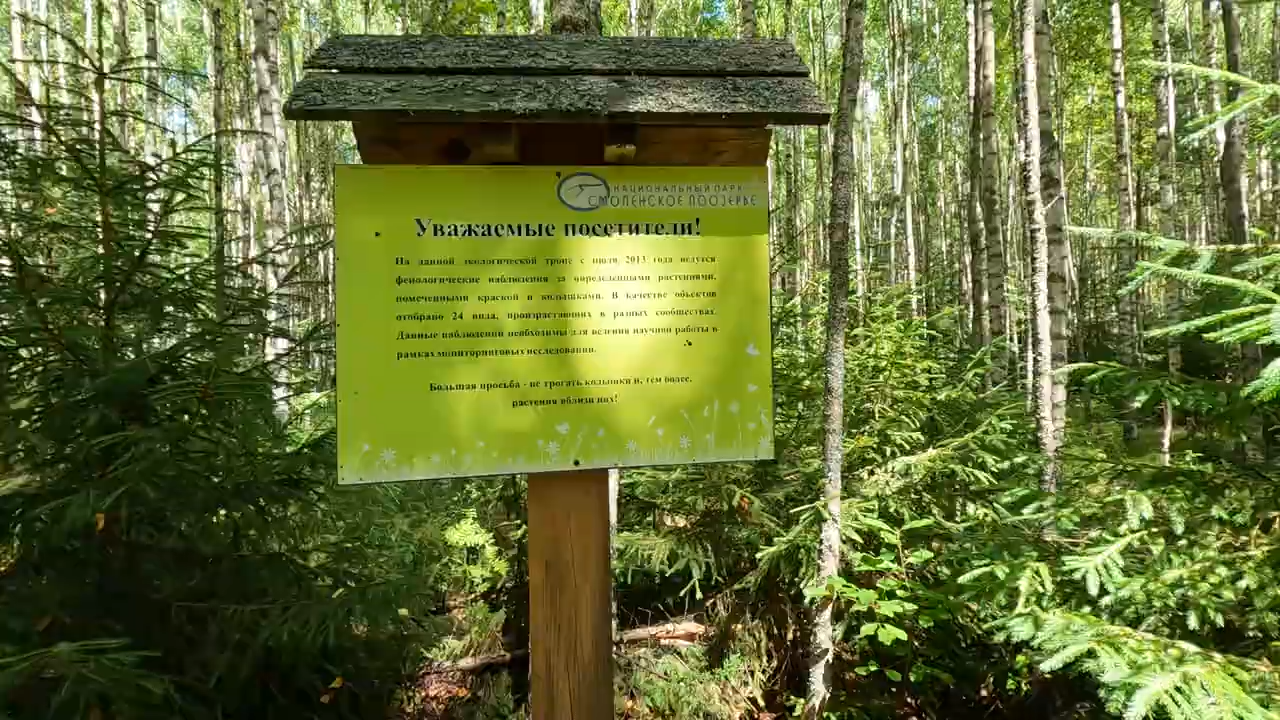 НАЦИОНАЛЬНЫЙ ПАРК
СМОЛЕНСКОЕ ПООЗЕРЬЕ
Уважаемые посетители!
На данной экологической тропе с июля 2013 года ведутся
фенологические наблюдения за определенными растениями,
помеченными краской и колышками. В качестве объектов
отобрано 24 вида, произрастающих в разных сообществах.
Данные наблюдения необходимы для ведения научной работы в
рамках мониторинговых исследований.
Большая просьба - не трогать колышки и, тем более,
растения вблизи них!